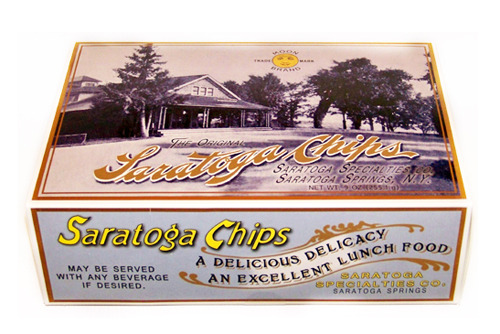 MOON
TRADE MARK
BRAND
THE ORIGINAL
Saratoga Chips
SARATOGA SPECIALTIES CO.
SARATOGA SPRINGS, N.Y.
Saratoga Chips
A DELICIOUS DELICACY
AN EXCELLENT LUNCH FOOD
MAY BE SERVED
WITH ANY BEVERAGE
IF DESIRED.
SARATOGA
SPECIALTIES CO.
SARATOGA SPRINGS